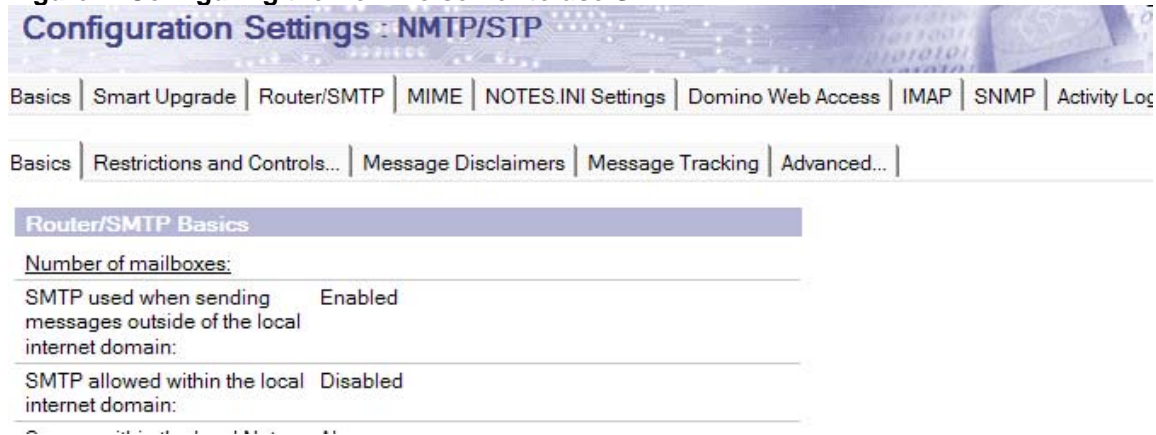 Configuration Settings : NMTP/STP
Basics | Smart Upgrade | Router/SMTP | MIME | NOTES.INI Settings | Domino Web Access | IMAP | SNMP | Activity Log
Basics | Restrictions and Controls... | Message Disclaimers | Message Tracking | Advanced... |
Router/SMTP Basics
Number of mailboxes:
SMTP used when sending messages outside of the local internet domain: Enabled
SMTP allowed within the local internet domain: Disabled